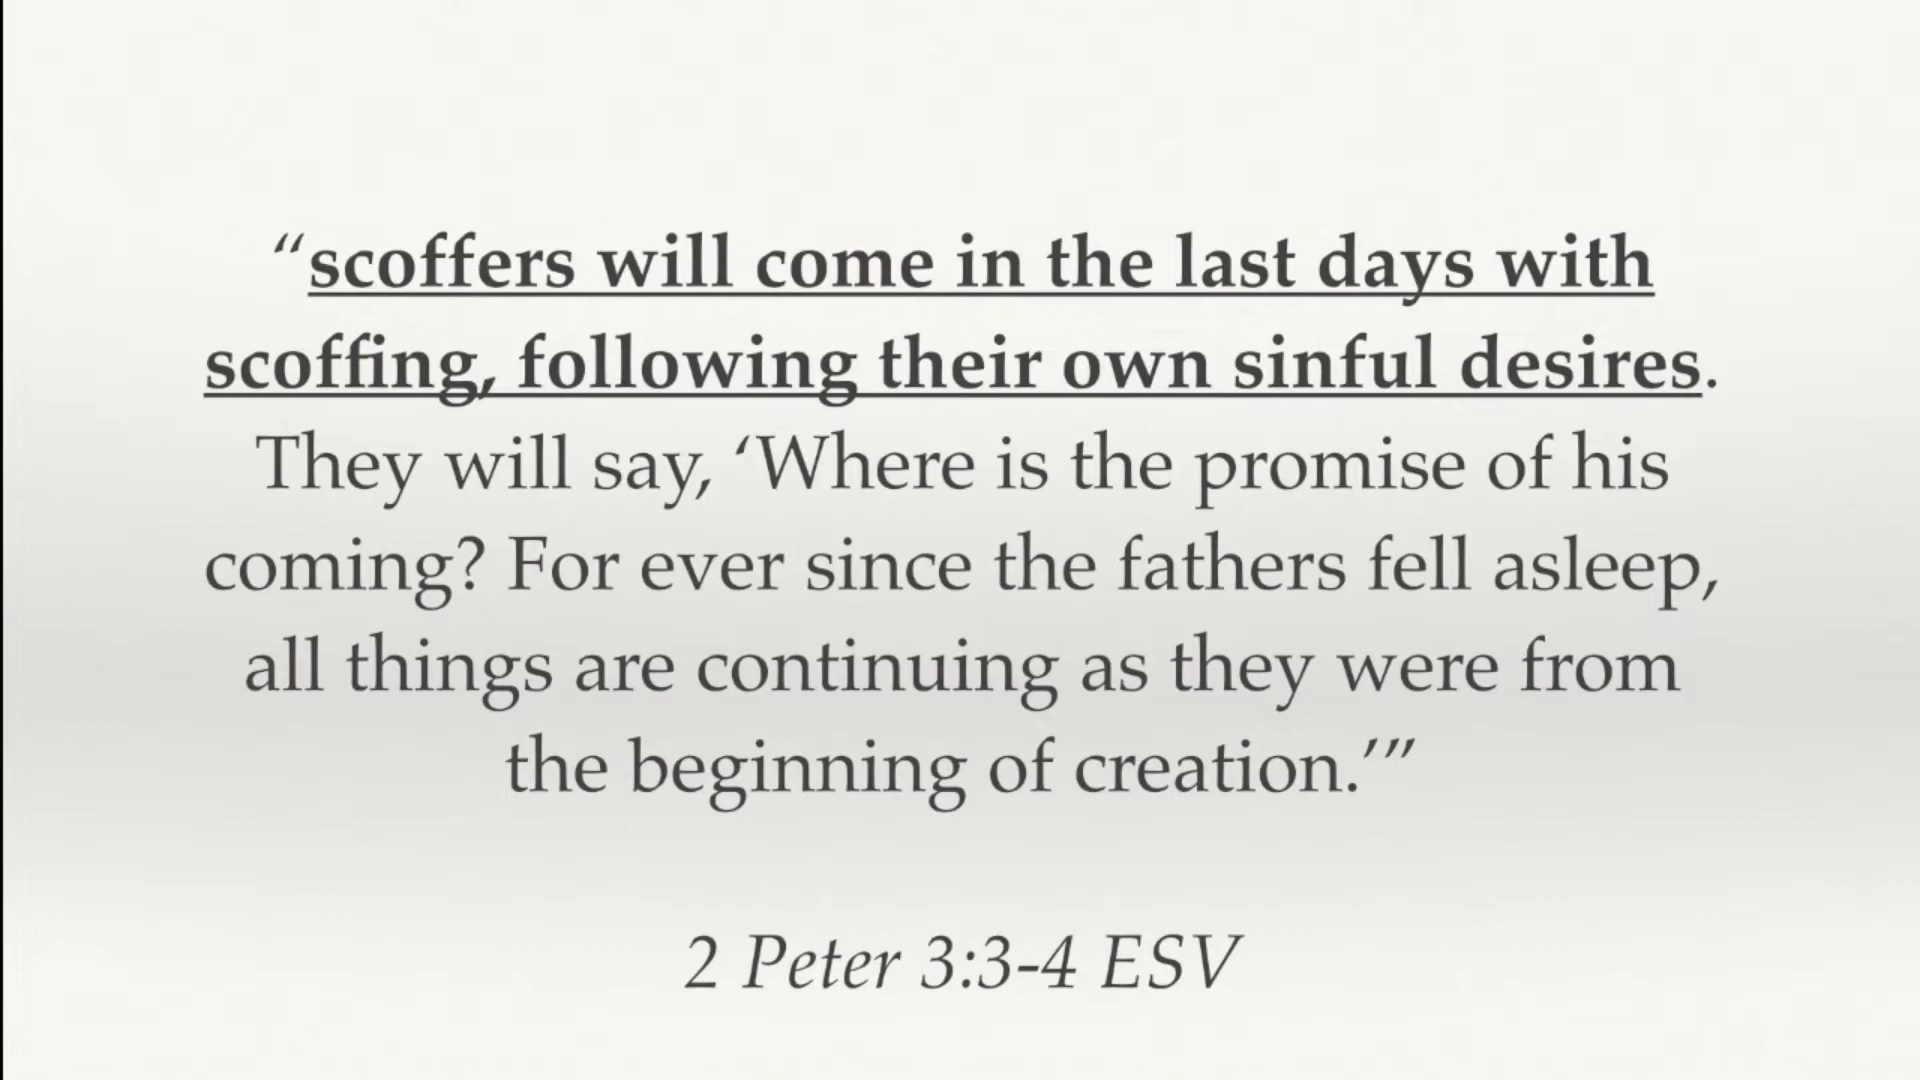 “scoffers will come in the last days with
scoffing, following their own sinful desires.
They will say, ‘Where is the promise of his
coming? For ever since the fathers fell asleep,
all things are continuing as they were from
the beginning of creation.’”
2 Peter 3:3-4 ESV